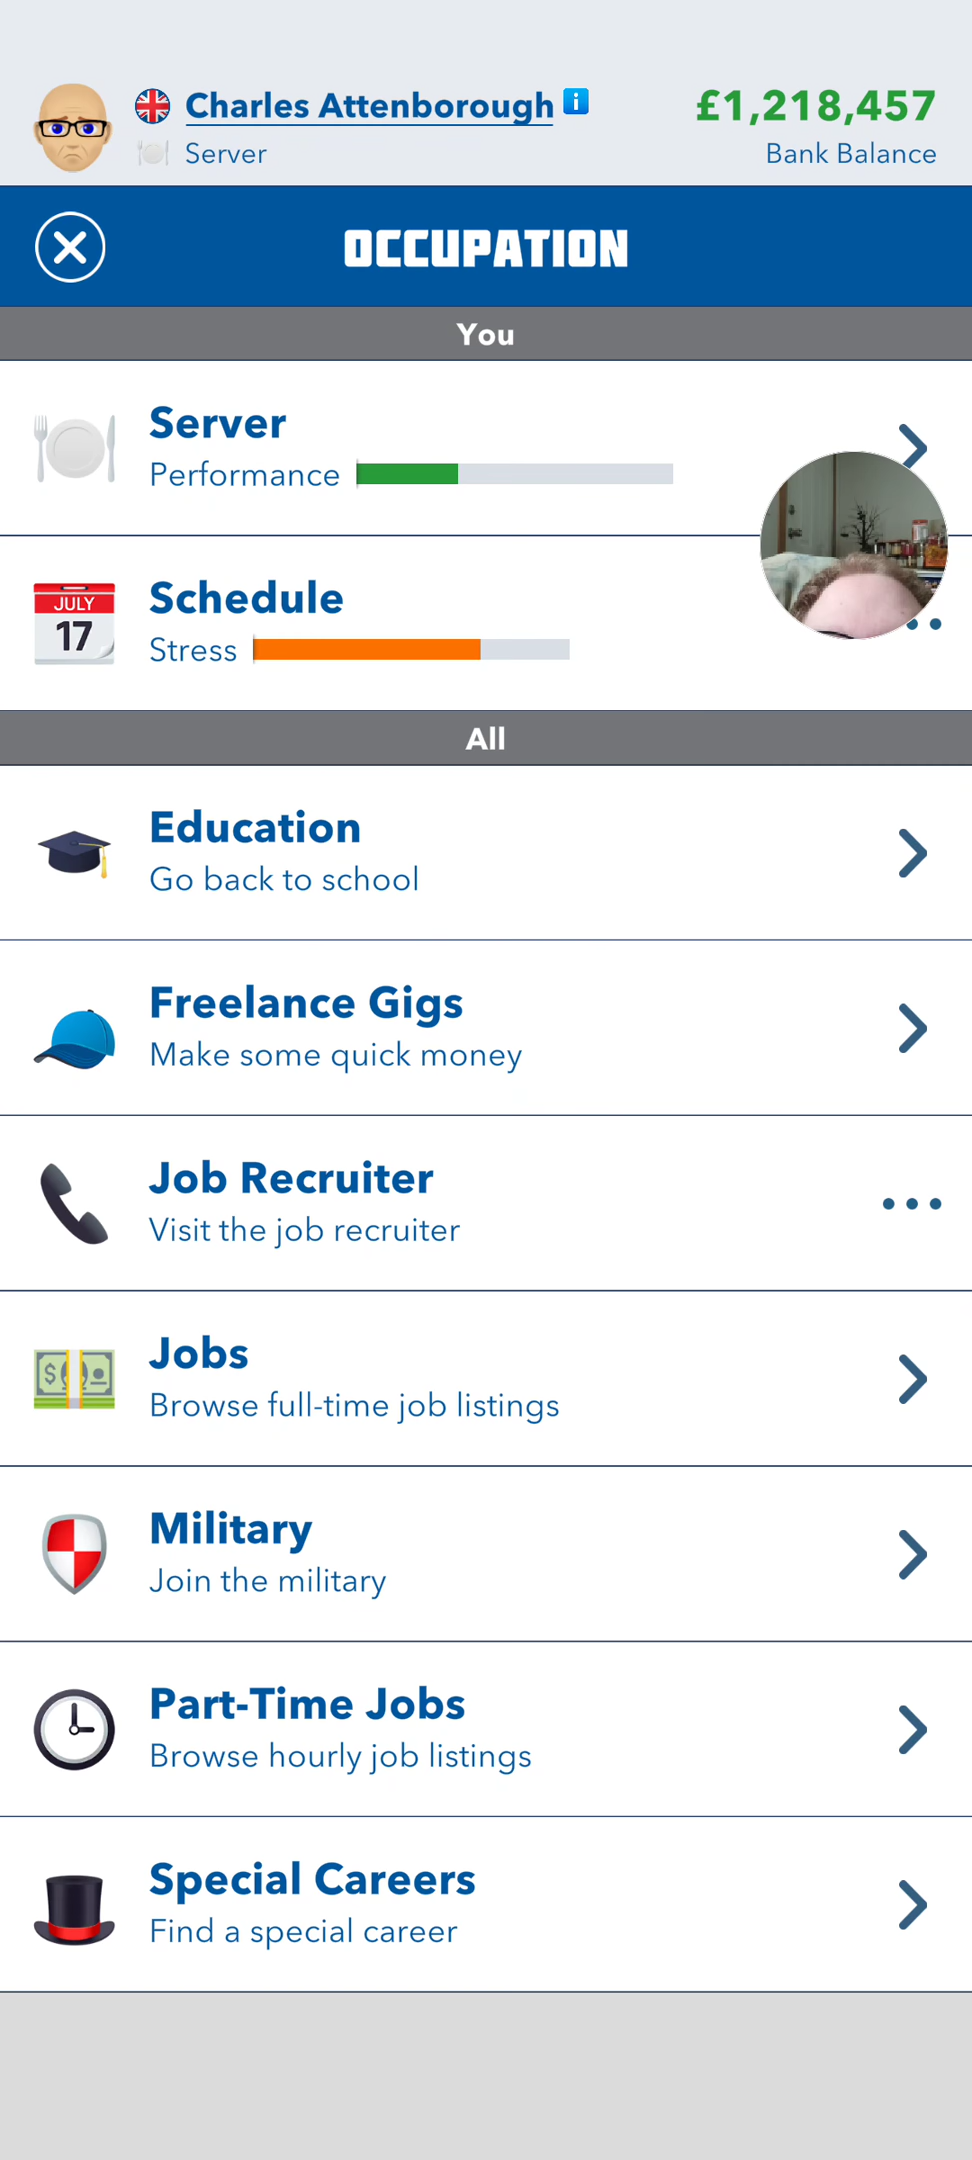 Charles Attenborough
£1,218,457
Server
Bank Balance
OCCUPATION
You
Server
Performance
JULY
17
Schedule
Stress
All
Education
Go back to school
Freelance Gigs
Make some quick money
Job Recruiter
Visit the job recruiter
Jobs
Browse full-time job listings
Military
Join the military
Part-Time Jobs
Browse hourly job listings
Special Careers
Find a special career